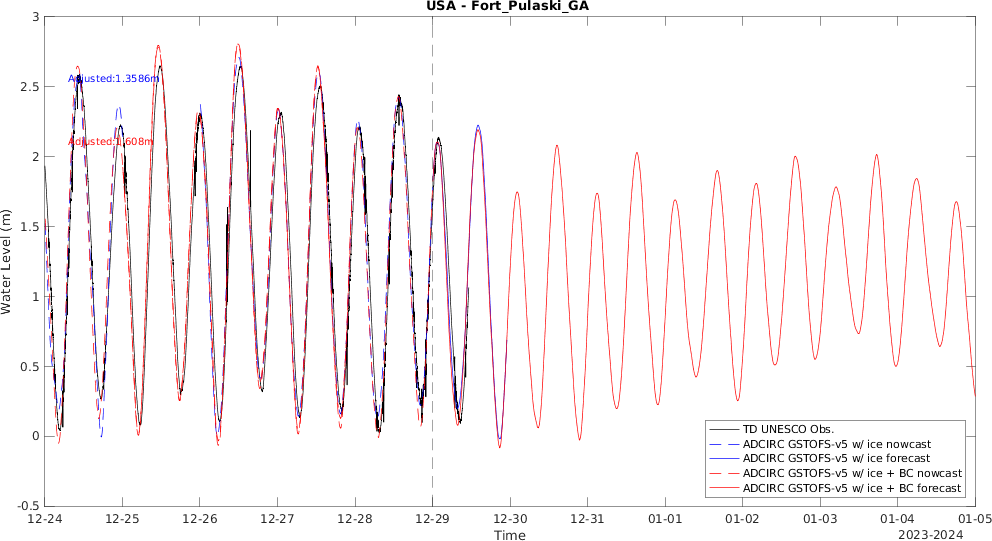 USA - Fort_Pulaski_GA
3
2.5
2
1.5
1
0.5
0
-0.5
Water Level (m)
Adjusted:1.3586m
Adjusted:1.608m
12-24
12-25
12-26
12-27
12-28
12-29
12-30
12-31
01-01
01-02
01-03
01-04
01-05
Time
2023-2024
TD UNESCO Obs.
ADCIRC GSTOFS-v5 w/ ice nowcast
ADCIRC GSTOFS-v5 w/ ice forecast
ADCIRC GSTOFS-v5 w/ ice + BC nowcast
ADCIRC GSTOFS-v5 w/ ice + BC forecast